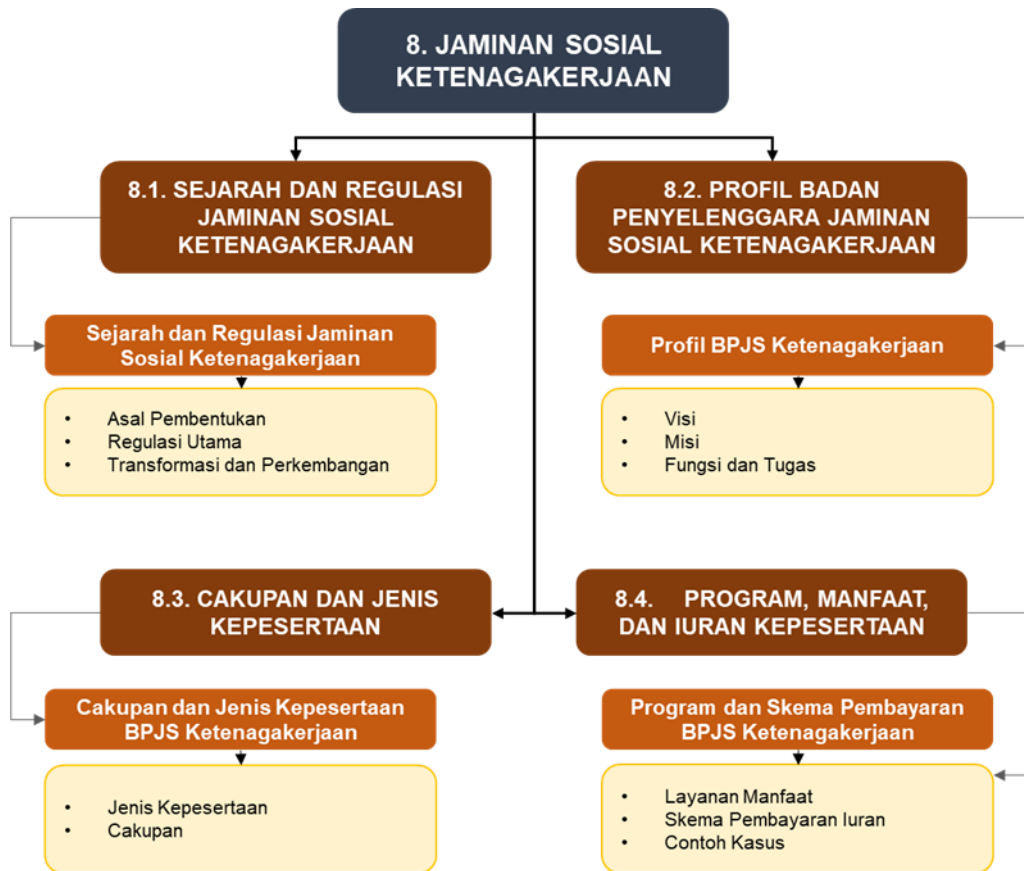 8. JAMINAN SOSIAL
KETENAGAKERJAAN
8.1. SEJARAH DAN REGULASI
JAMINAN SOSIAL
KETENAGAKERJAAN
8.2. PROFIL BADAN
PENYELENGGARA JAMINAN
SOSIAL KETENAGAKERJAAN
Sejarah dan Regulasi Jaminan
Sosial Ketenagakerjaan
Profil BPJS Ketenagakerjaan
• Asal Pembentukan
• Regulasi Utama
• Transformasi dan Perkembangan
• Visi
• Misi
• Fungsi dan Tugas
8.3. CAKUPAN DAN JENIS
KEPESERTAAN
8.4. PROGRAM, MANFAAT,
DAN IURAN KEPESERTAAN
Cakupan dan Jenis Kepesertaan
BPJS Ketenagakerjaan
Program dan Skema Pembayaran
BPJS Ketenagakerjaan
• Jenis Kepesertaan
• Cakupan
• Layanan Manfaat
• Skema Pembayaran Iuran
• Contoh Kasus